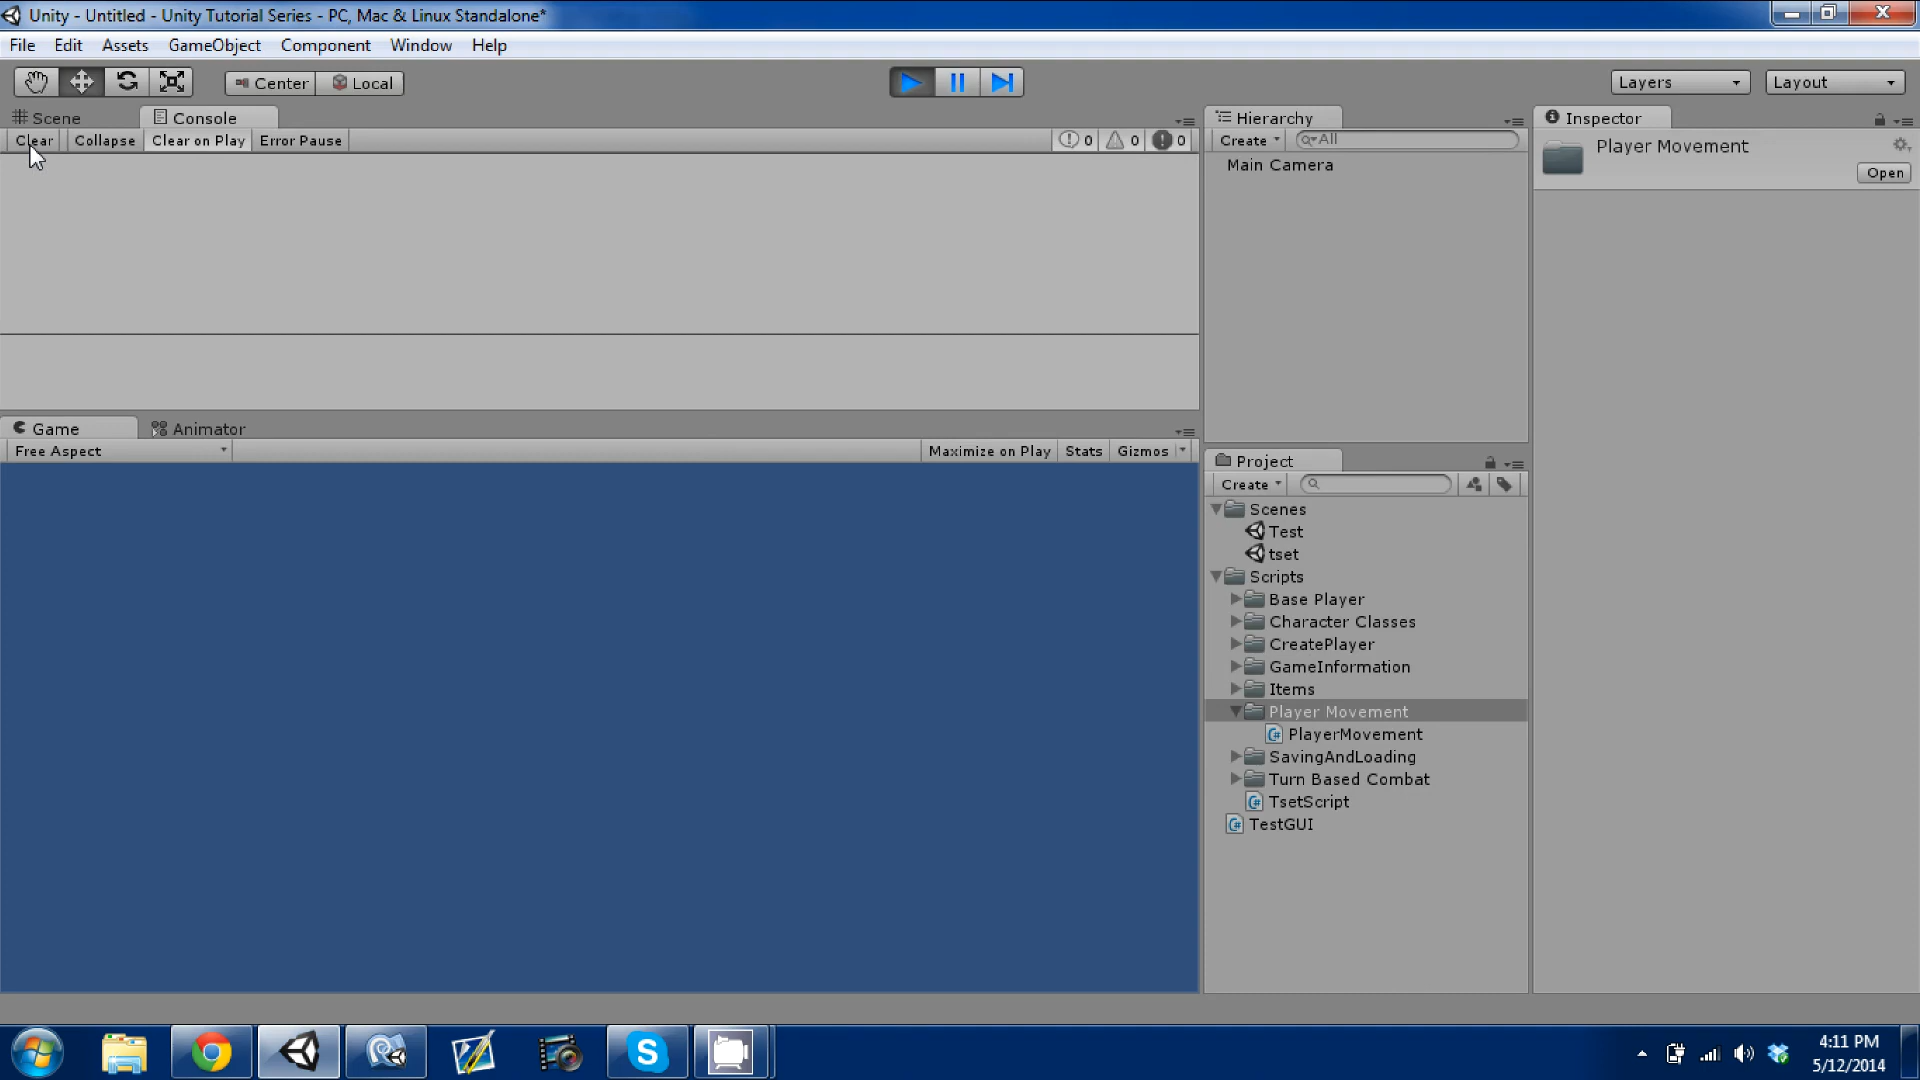 Unity - Untitled - Unity Tutorial Series - PC, Mac & Linux Standalone*
File Edit Assets GameObject Component Window Help
Center Local Layers Layout
Scene Console
Clear Collapse Clear on Play Error Pause 0 0 0
Game Animator
Free Aspect Maximize on Play Stats Gizmos
Hierarchy
Create All
Main Camera
Project
Create
Scenes
Test
tset
Scripts
Base Player
Character Classes
CreatePlayer
GameInformation
Items
Player Movement
PlayerMovement
SavingAndLoading
Turn Based Combat
TsetScript
TestGUI
Inspector
Player Movement
Open
4:11 PM
5/12/2014